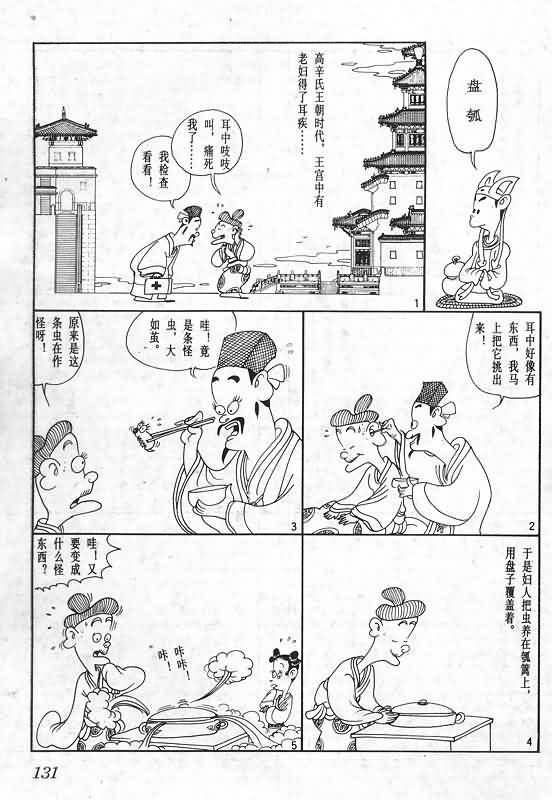 盘瓠
高辛氏王朝时代，王宫中有
老妇得了耳疾。
耳中吱吱
叫，痛死
我了……
我检查
看看！
1
耳中好像有
东西，我马
上把它挑出
来！
2
哇！竟
是条怪
虫，大
如茧。
原来是这
条虫在作
怪呀！
3
于是妇人把虫养在瓠篱上，
用盘子覆盖着。
4
咔
咔！
咔！
哇！又
要变成
什么怪
东西？
5
131